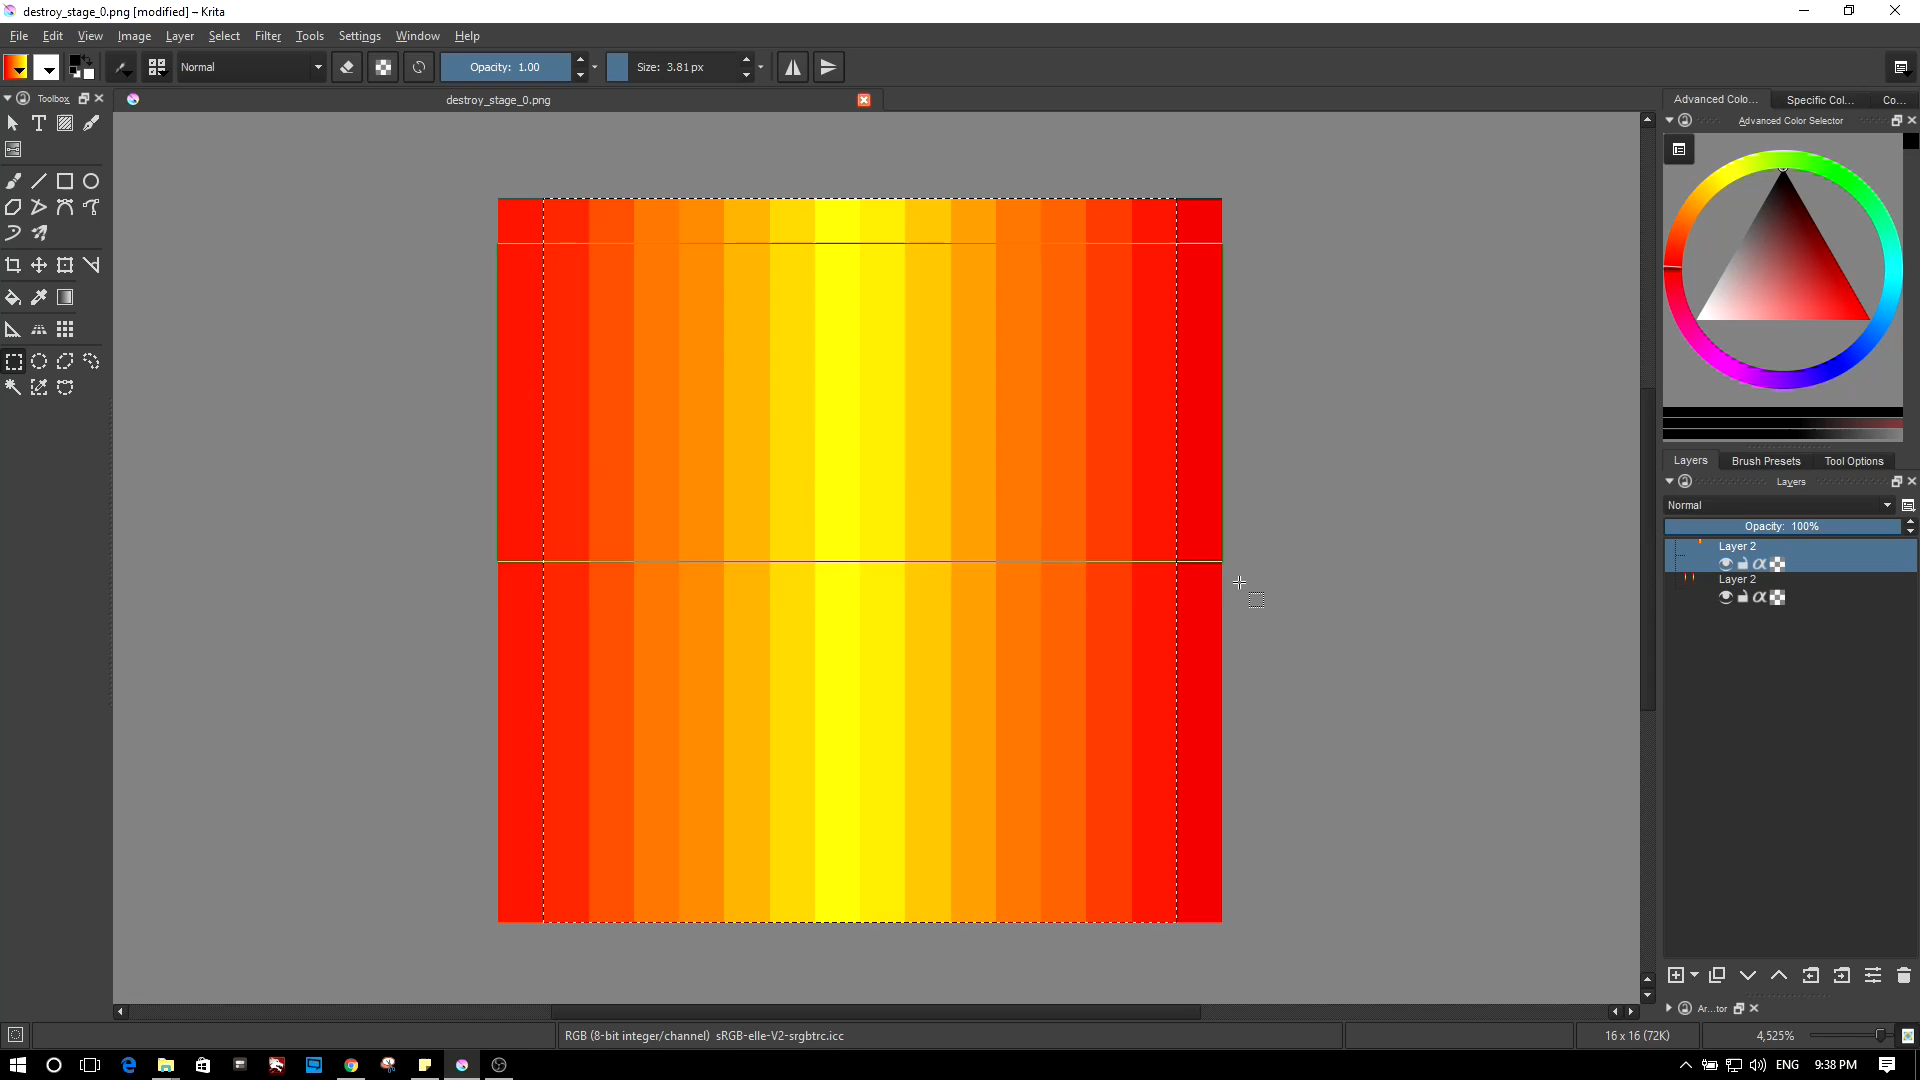 destroy_stage_0.png [modified] – Krita
File Edit View Image Layer Select Filter Tools Settings Window Help
Normal Opacity: 1.00 Size: 3.81 px
Toolbox destroy_stage_0.png Advanced Colo... Specific Col... Co...
Advanced Color Selector
Layers Brush Presets Tool Options
Layers
Normal
Opacity: 100%
Layer 2
Layer 2
Ar...tor
RGB (8-bit integer/channel) sRGB-elle-V2-srgbtrc.icc 16 x 16 (72K) 4,525%
ENG 9:38 PM